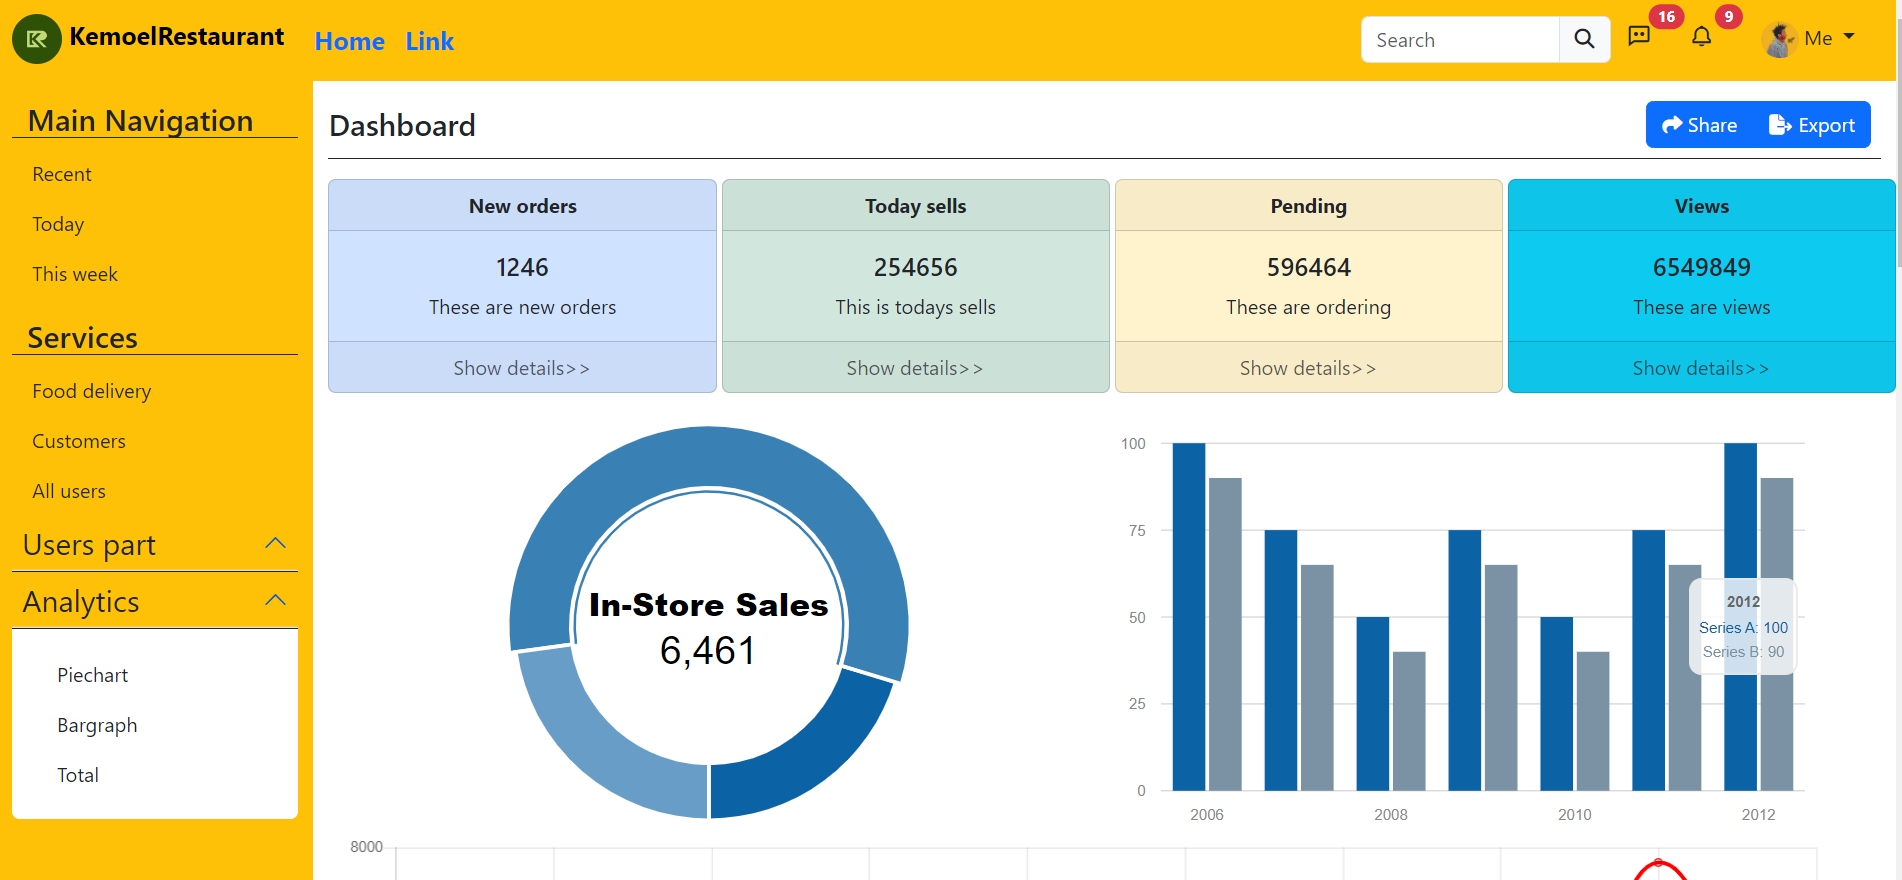 KemoelRestaurant
Home Link
Search
16
9
Me
Main Navigation
Recent
Today
This week
Services
Food delivery
Customers
All users
Users part
Analytics
Piechart
Bargraph
Total
Dashboard
Share Export
New orders
1246
These are new orders
Show details>>
Today sells
254656
This is todays sells
Show details>>
Pending
596464
These are ordering
Show details>>
Views
6549849
These are views
Show details>>
In-Store Sales
6,461
100
75
50
25
0
2006 2008 2010 2012
2012
Series A: 100
Series B: 90
8000